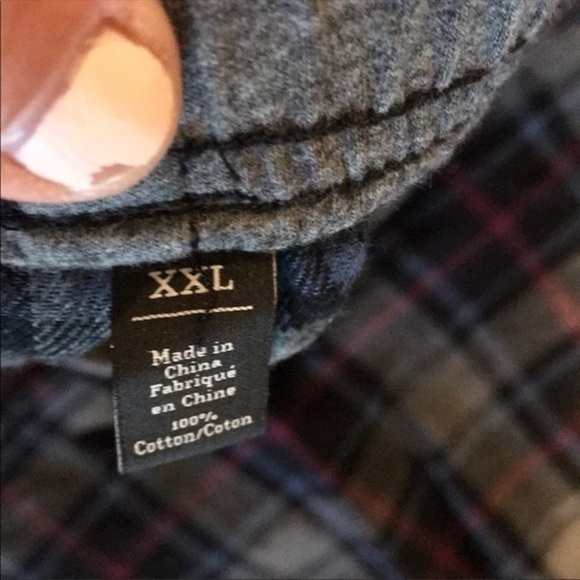 XXL
Made in
China
Fabriqué
en Chine
100%
Cotton/Coton